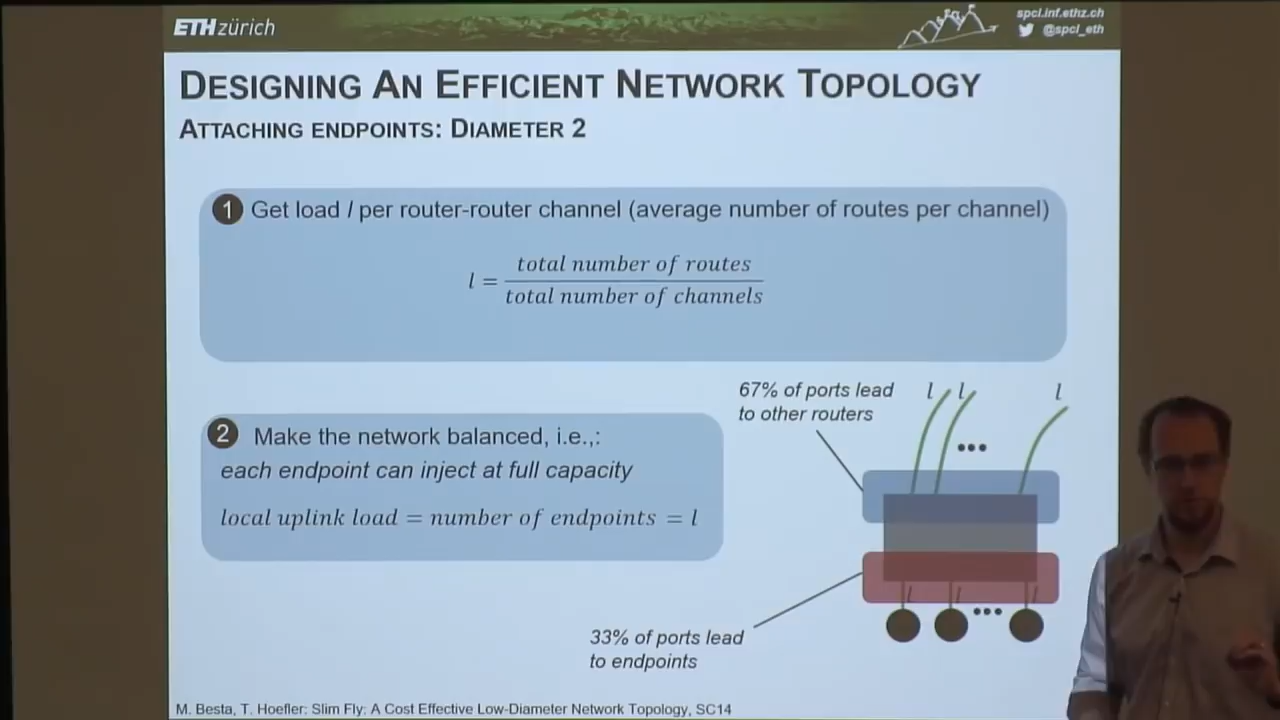 ETH zürich
spcl.inf.ethz.ch
@spcl_eth
DESIGNING AN EFFICIENT NETWORK TOPOLOGY
ATTACHING ENDPOINTS: DIAMETER 2
1 Get load l per router-router channel (average number of routes per channel)
l = total number of routes / total number of channels
67% of ports lead
to other routers
l l l
•••
2 Make the network balanced, i.e.,:
each endpoint can inject at full capacity
local uplink load = number of endpoints = l
l l l
•••
33% of ports lead
to endpoints
M. Besta, T. Hoefler: Slim Fly: A Cost Effective Low-Diameter Network Topology, SC14